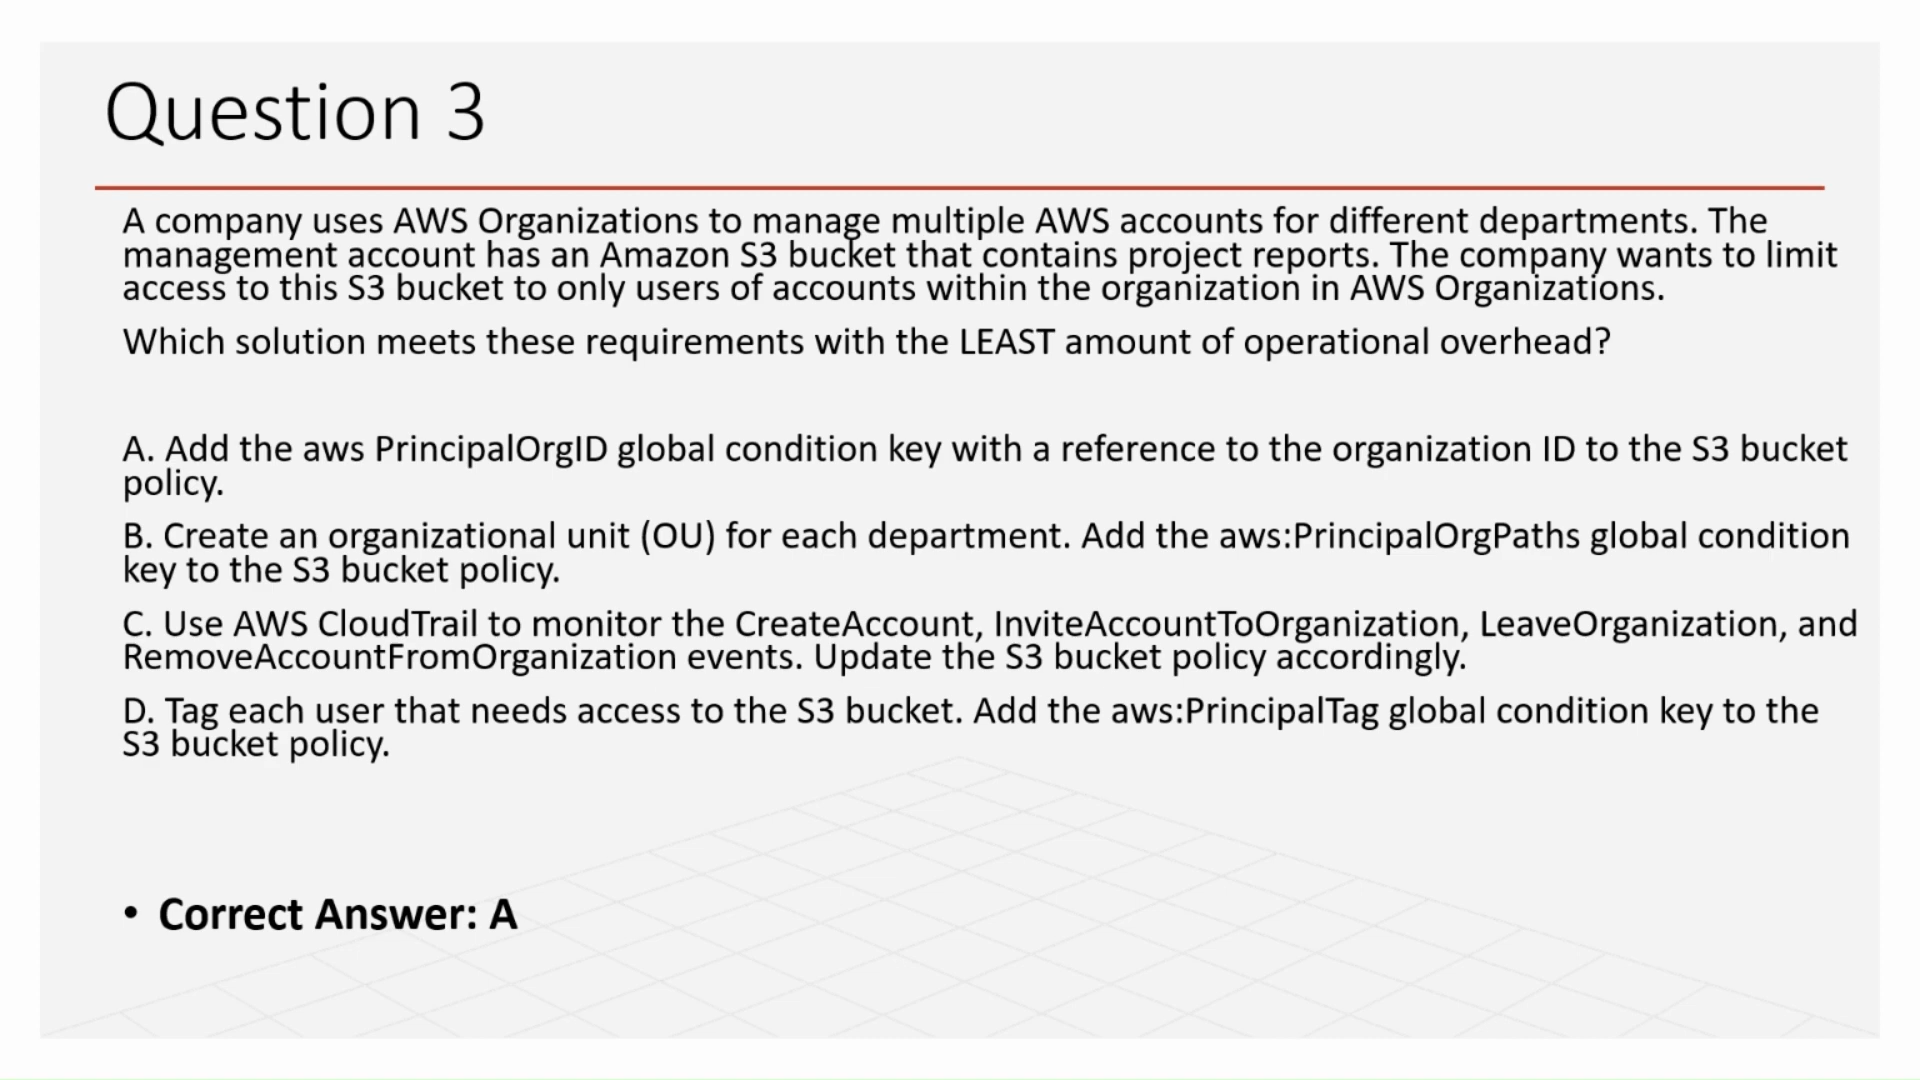 Question 3
A company uses AWS Organizations to manage multiple AWS accounts for different departments. The
management account has an Amazon S3 bucket that contains project reports. The company wants to limit
access to this S3 bucket to only users of accounts within the organization in AWS Organizations.
Which solution meets these requirements with the LEAST amount of operational overhead?
A. Add the aws PrincipalOrgID global condition key with a reference to the organization ID to the S3 bucket
policy.
B. Create an organizational unit (OU) for each department. Add the aws:PrincipalOrgPaths global condition
key to the S3 bucket policy.
C. Use AWS CloudTrail to monitor the CreateAccount, InviteAccountToOrganization, LeaveOrganization, and
RemoveAccountFromOrganization events. Update the S3 bucket policy accordingly.
D. Tag each user that needs access to the S3 bucket. Add the aws:PrincipalTag global condition key to the
S3 bucket policy.
• Correct Answer: A